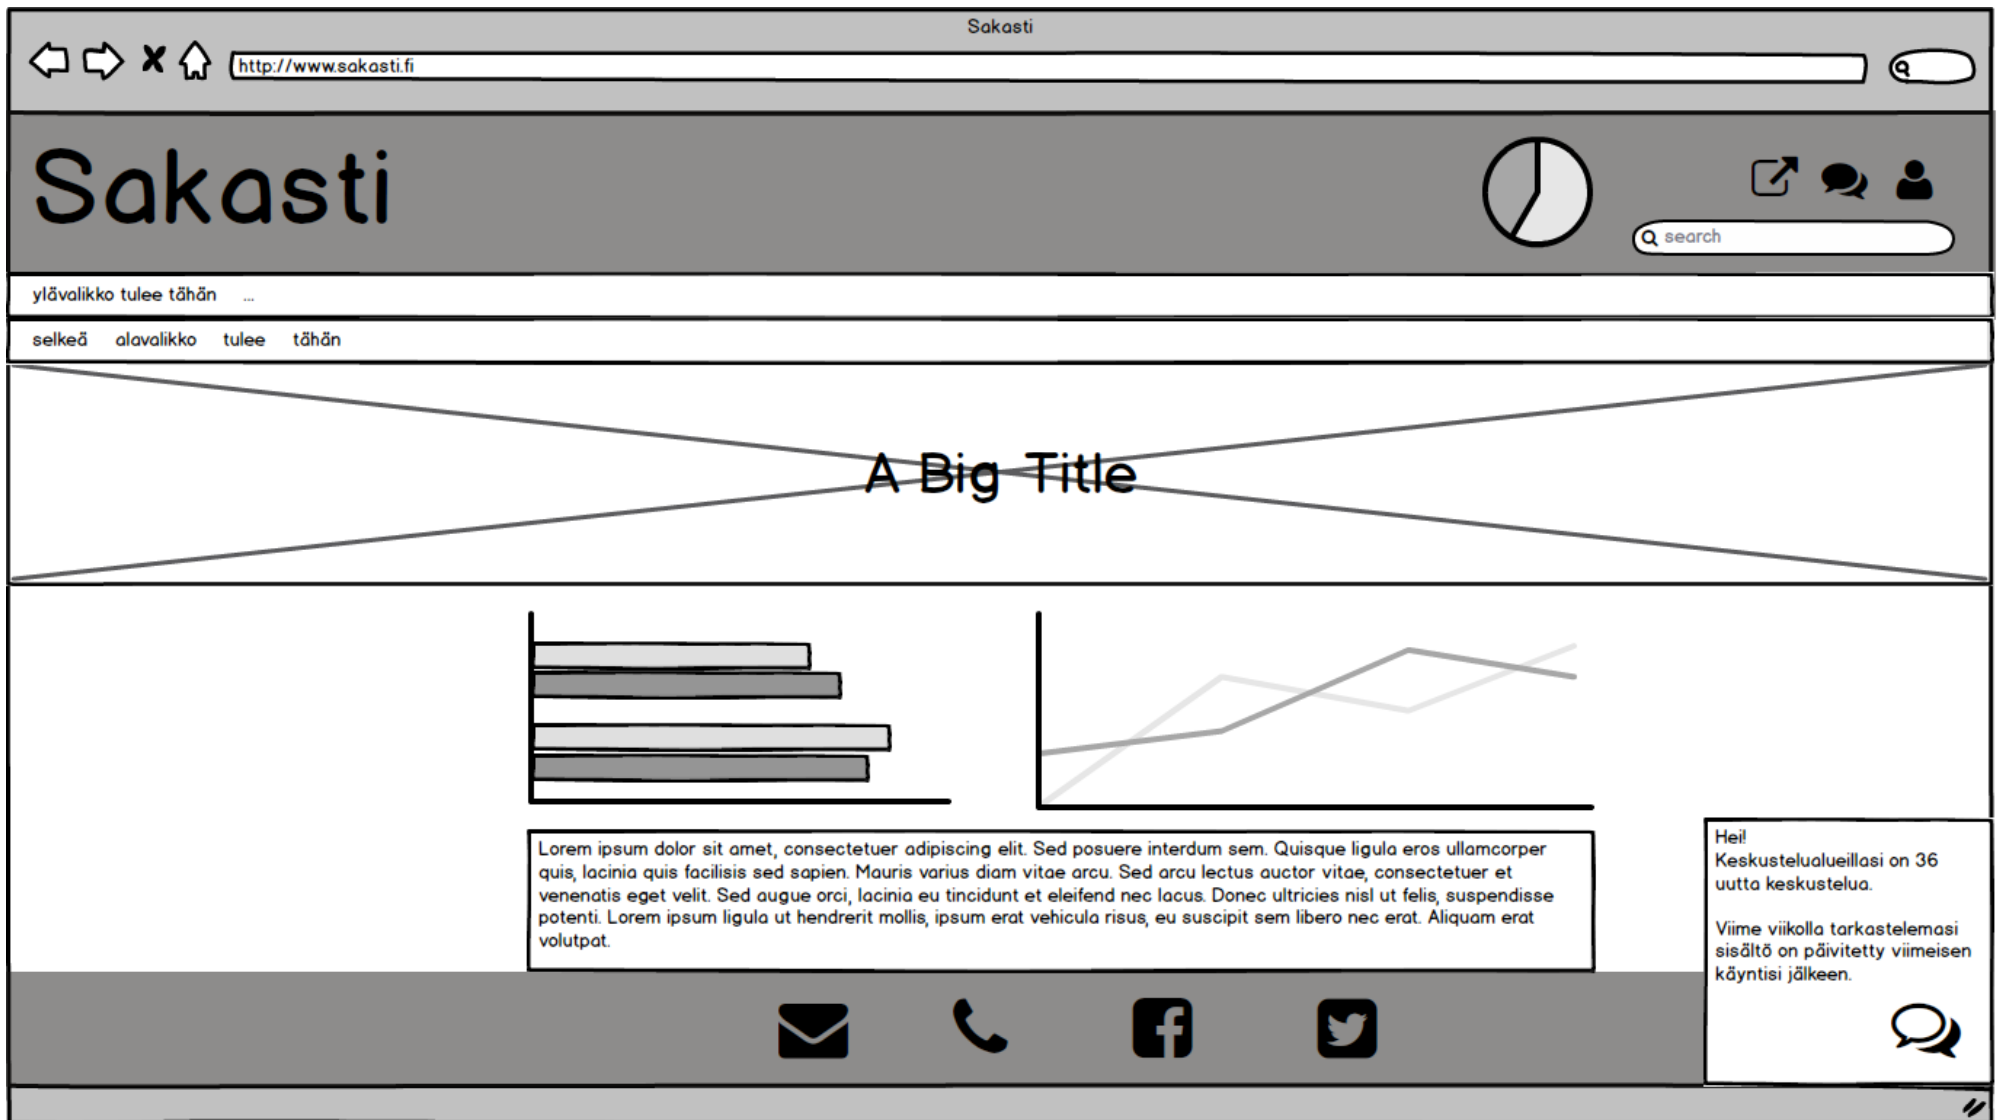 Sakasti
http://www.sakasti.fi
Sakasti
search
ylävalikko tulee tähän ...
selkeä alavalikko tulee tähän
A Big Title
Lorem ipsum dolor sit amet, consectetuer adipiscing elit. Sed posuere interdum sem. Quisque ligula eros ullamcorper
quis, lacinia quis facilisis sed sapien. Mauris varius diam vitae arcu. Sed arcu lectus auctor vitae, consectetuer et
venenatis eget velit. Sed augue orci, lacinia eu tincidunt et eleifend nec lacus. Donec ultricies nisl ut felis, suspendisse
potenti. Lorem ipsum ligula ut hendrerit mollis, ipsum erat vehicula risus, eu suscipit sem libero nec erat. Aliquam erat
volutpat.
Hei!
Keskustelualueillasi on 36
uutta keskustelua.
Viime viikolla tarkastelemasi
sisältö on päivitetty viimeisen
käyntisi jälkeen.